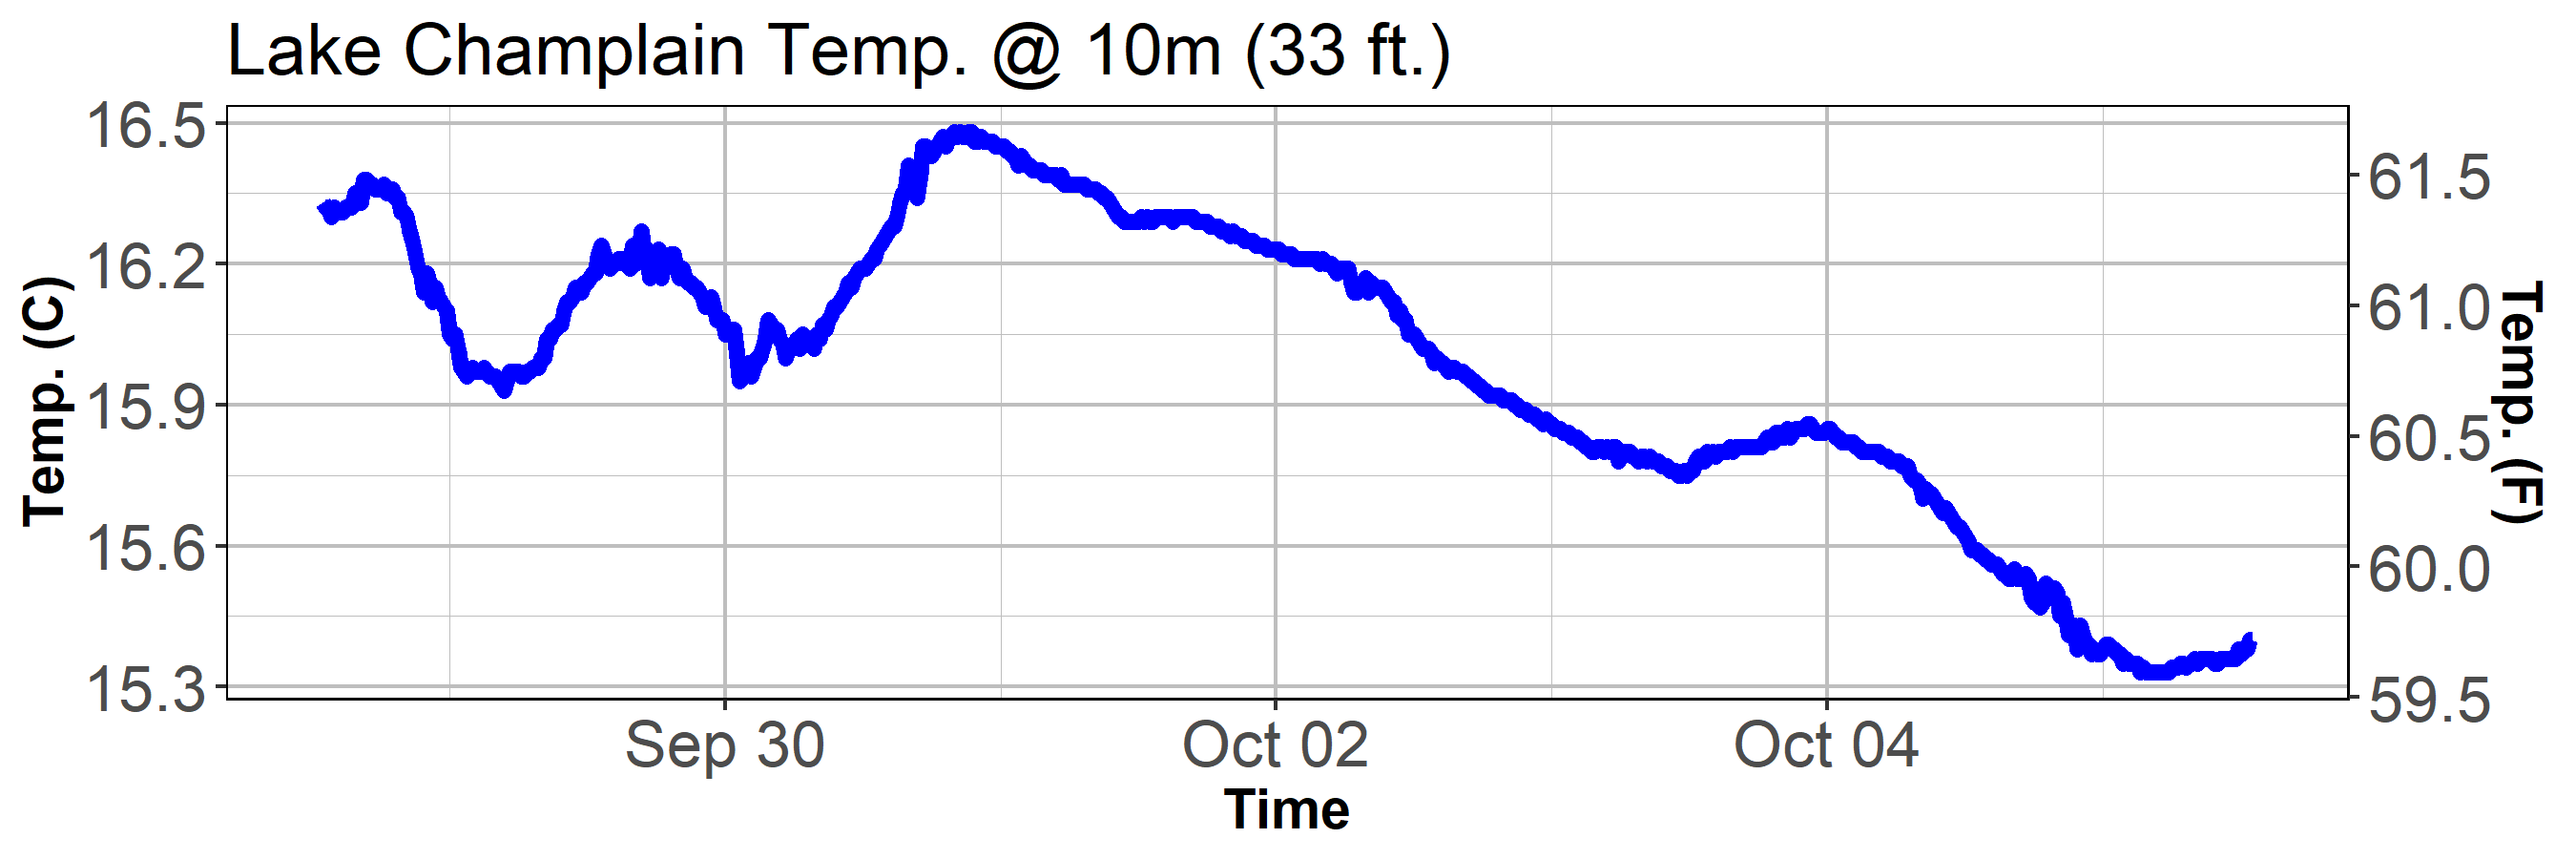 Lake Champlain Temp. @ 10m (33 ft.)
16.5
16.2
15.9
15.6
15.3
Temp. (C)
61.5
61.0
60.5
60.0
59.5
Temp. (F)
Sep 30
Oct 02
Oct 04
Time